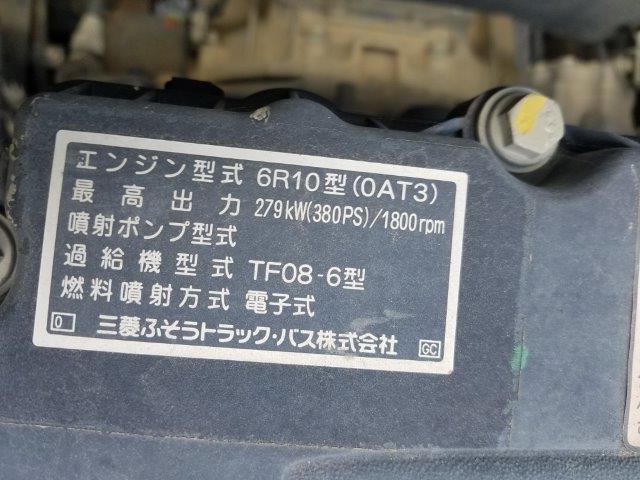 エンジン型式 6R10型(0AT3)
最高出力 279kW(380PS)/1800rpm
噴射ポンプ型式
過給機型式 TF08-6型
燃料噴射方式 電子式
0 三菱ふそうトラック・バス株式会社 GC